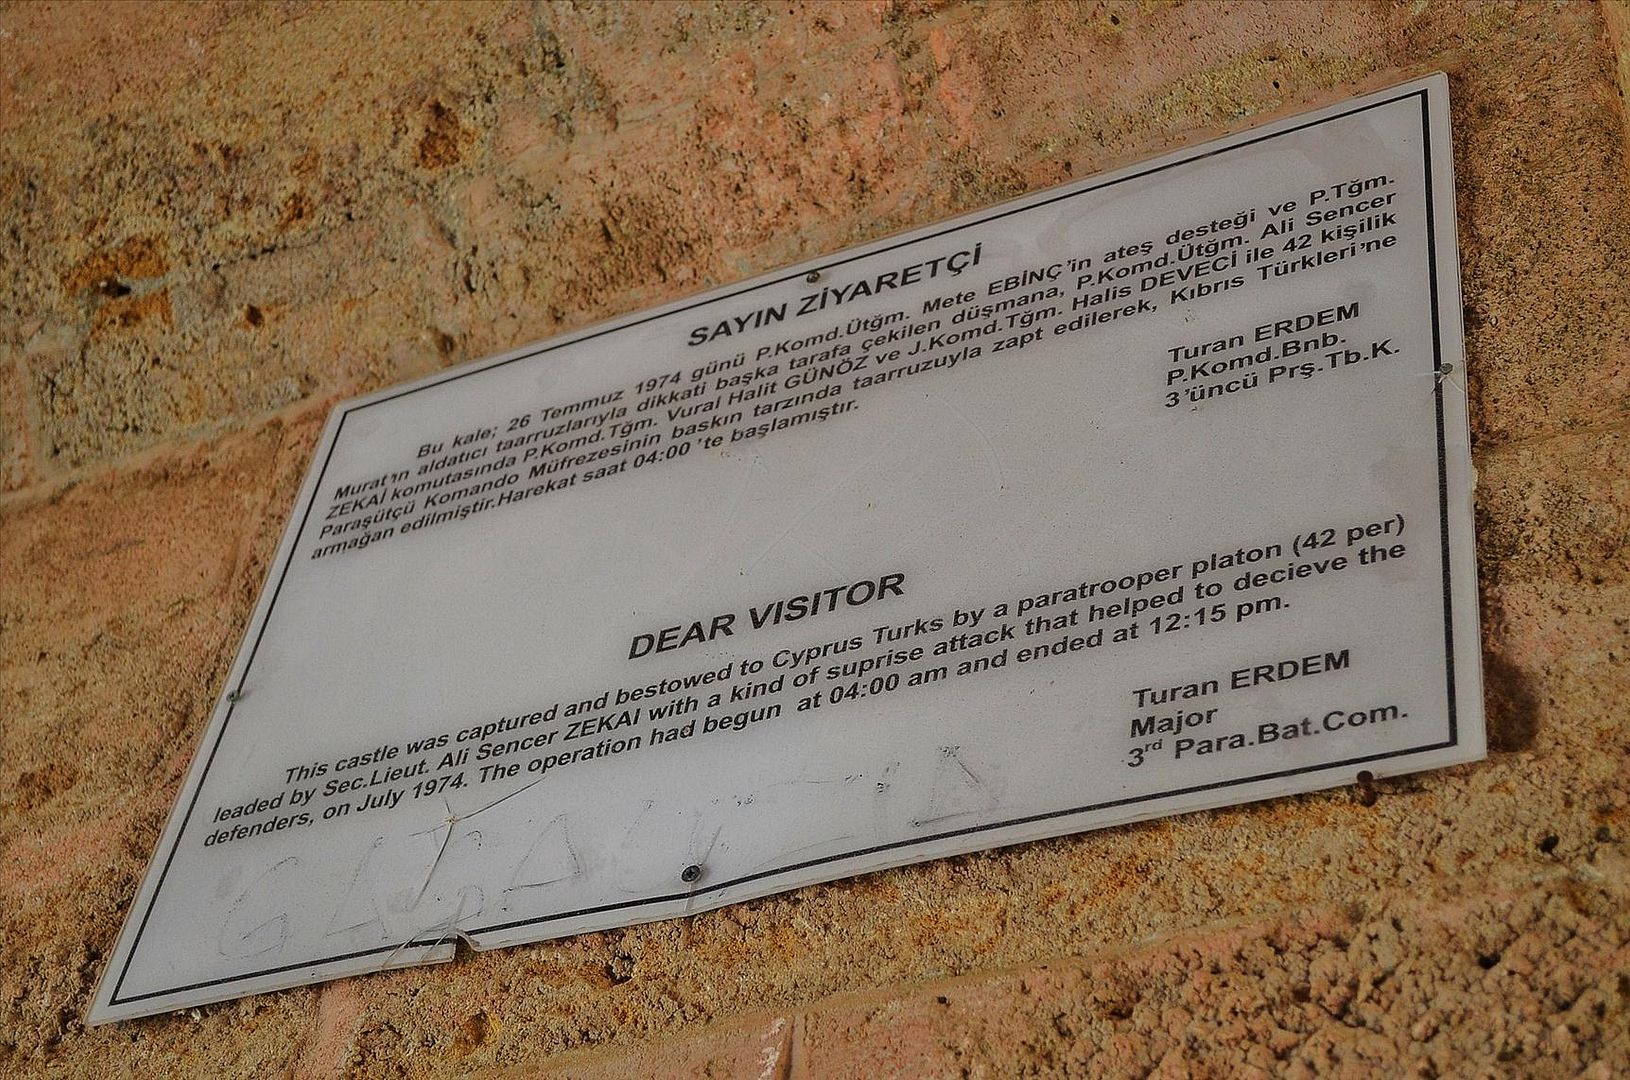 SAYIN ZİYARETÇİ
Bu kale; 26 Temmuz 1974 günü P.Komd.Ütğm. Mete EBİNÇ'in ateş desteği ve P.Tğm.
Murat'ın aldatıcı taarruzlarıyla dikkati başka tarafa çekilen düşmana, P.Komd.Ütğm. Ali Sencer
ZEKAİ komutasında P.Komd.Tğm. Vural Halit GÜNÖZ ve J.Komd.Tğm. Halis DEVECİ ile 42 kişilik
Paraşütçü Komando Müfrezesinin baskın tarzında taarruzuyla zapt edilerek, Kıbrıs Türkleri'ne
armağan edilmiştir.Harekat saat 04:00 'te başlamıştır.
Turan ERDEM
P.Komd.Bnb.
3'üncü Prş.Tb.K.
DEAR VISITOR
This castle was captured and bestowed to Cyprus Turks by a paratrooper platon (42 per)
leaded by Sec.Lieut. Ali Sencer ZEKAI with a kind of suprise attack that helped to decieve the
defenders, on July 1974. The operation had begun at 04:00 am and ended at 12:15 pm.
Turan ERDEM
Major
3rd Para.Bat.Com.